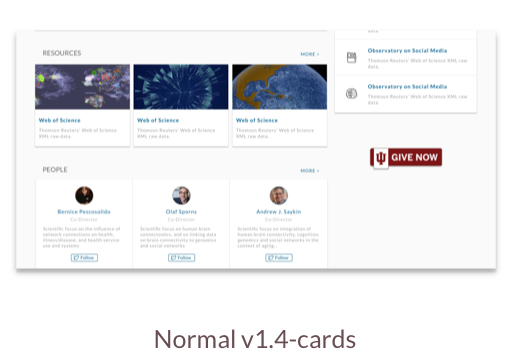 Observatory on Social Media
Thomson Reuters' Web of Science XML raw
data.
Observatory on Social Media
Thomson Reuters' Web of Science XML raw
data.
RESOURCES
MORE >
Web of Science
Thomson Reuters' Web of Science
XML raw data.
Web of Science
Thomson Reuters' Web of Science
XML raw data.
Web of Science
Thomson Reuters' Web of Science
XML raw data.
GIVE NOW
PEOPLE
MORE >
Bernice Pescosolido
Co-Director
Scientific focus on the influence of
network connections on health,
illness/disease, and health service
use and systems
Follow
Olaf Sporns
Co-Director
Scientific focus on human brain
connectomics, and on linking data
on brain connectivity to genomics
and social networks
Follow
Andrew J. Saykin
Co-Director
Scientific focus on integration of
human brain connectivity, cognition
genomics and social networks in the
context of aging...
Follow
Normal v1.4-cards